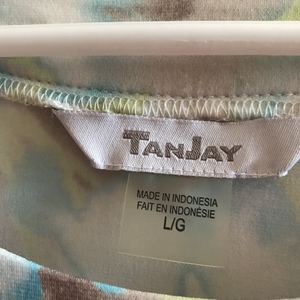 TANJAY
MADE IN INDONESIA
FAIT EN INDONÉSIE
L/G